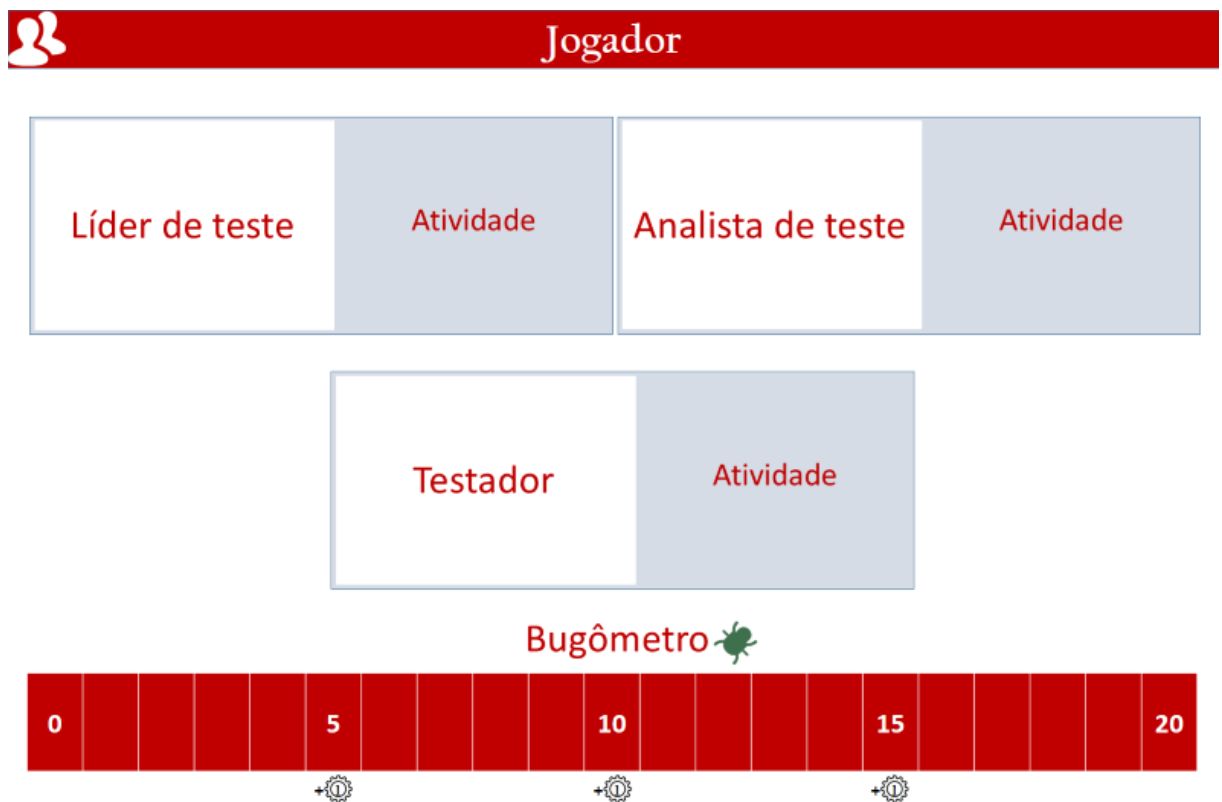 Jogador
Líder de teste
Atividade
Analista de teste
Atividade
Testador
Atividade
Bugômetro
0 5 10 15 20
+1 +1 +1